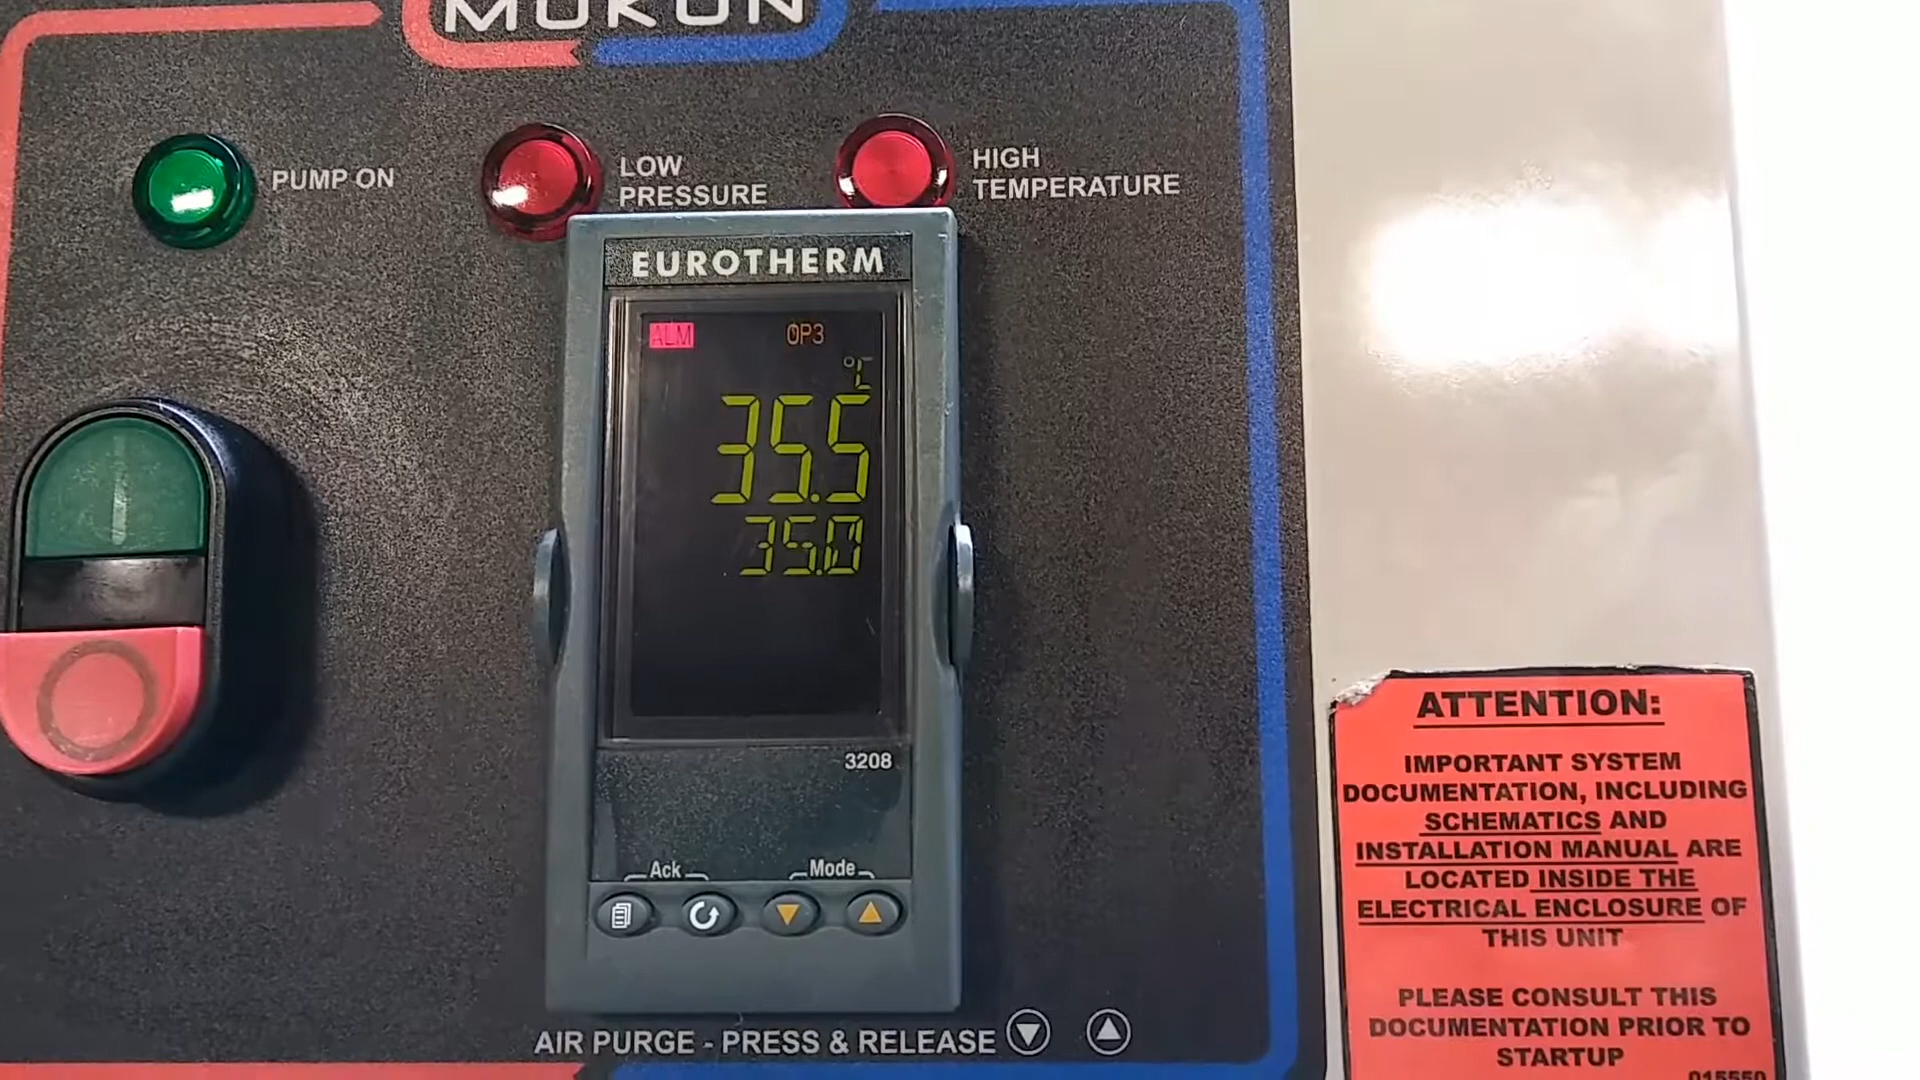 MOKON
PUMP ON
LOW
PRESSURE
HIGH
TEMPERATURE
EUROTHERM
ALM OP3
°C
35.5
35.0
3208
Ack Mode
AIR PURGE - PRESS & RELEASE
ATTENTION:
IMPORTANT SYSTEM
DOCUMENTATION, INCLUDING
SCHEMATICS AND
INSTALLATION MANUAL ARE
LOCATED INSIDE THE
ELECTRICAL ENCLOSURE OF
THIS UNIT
PLEASE CONSULT THIS
DOCUMENTATION PRIOR TO
STARTUP
015550